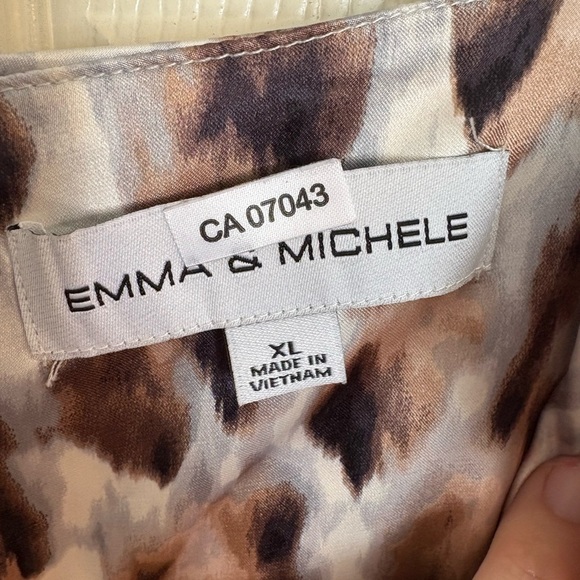 CA 07043
EMMA & MICHELE
XL
MADE IN
VIETNAM